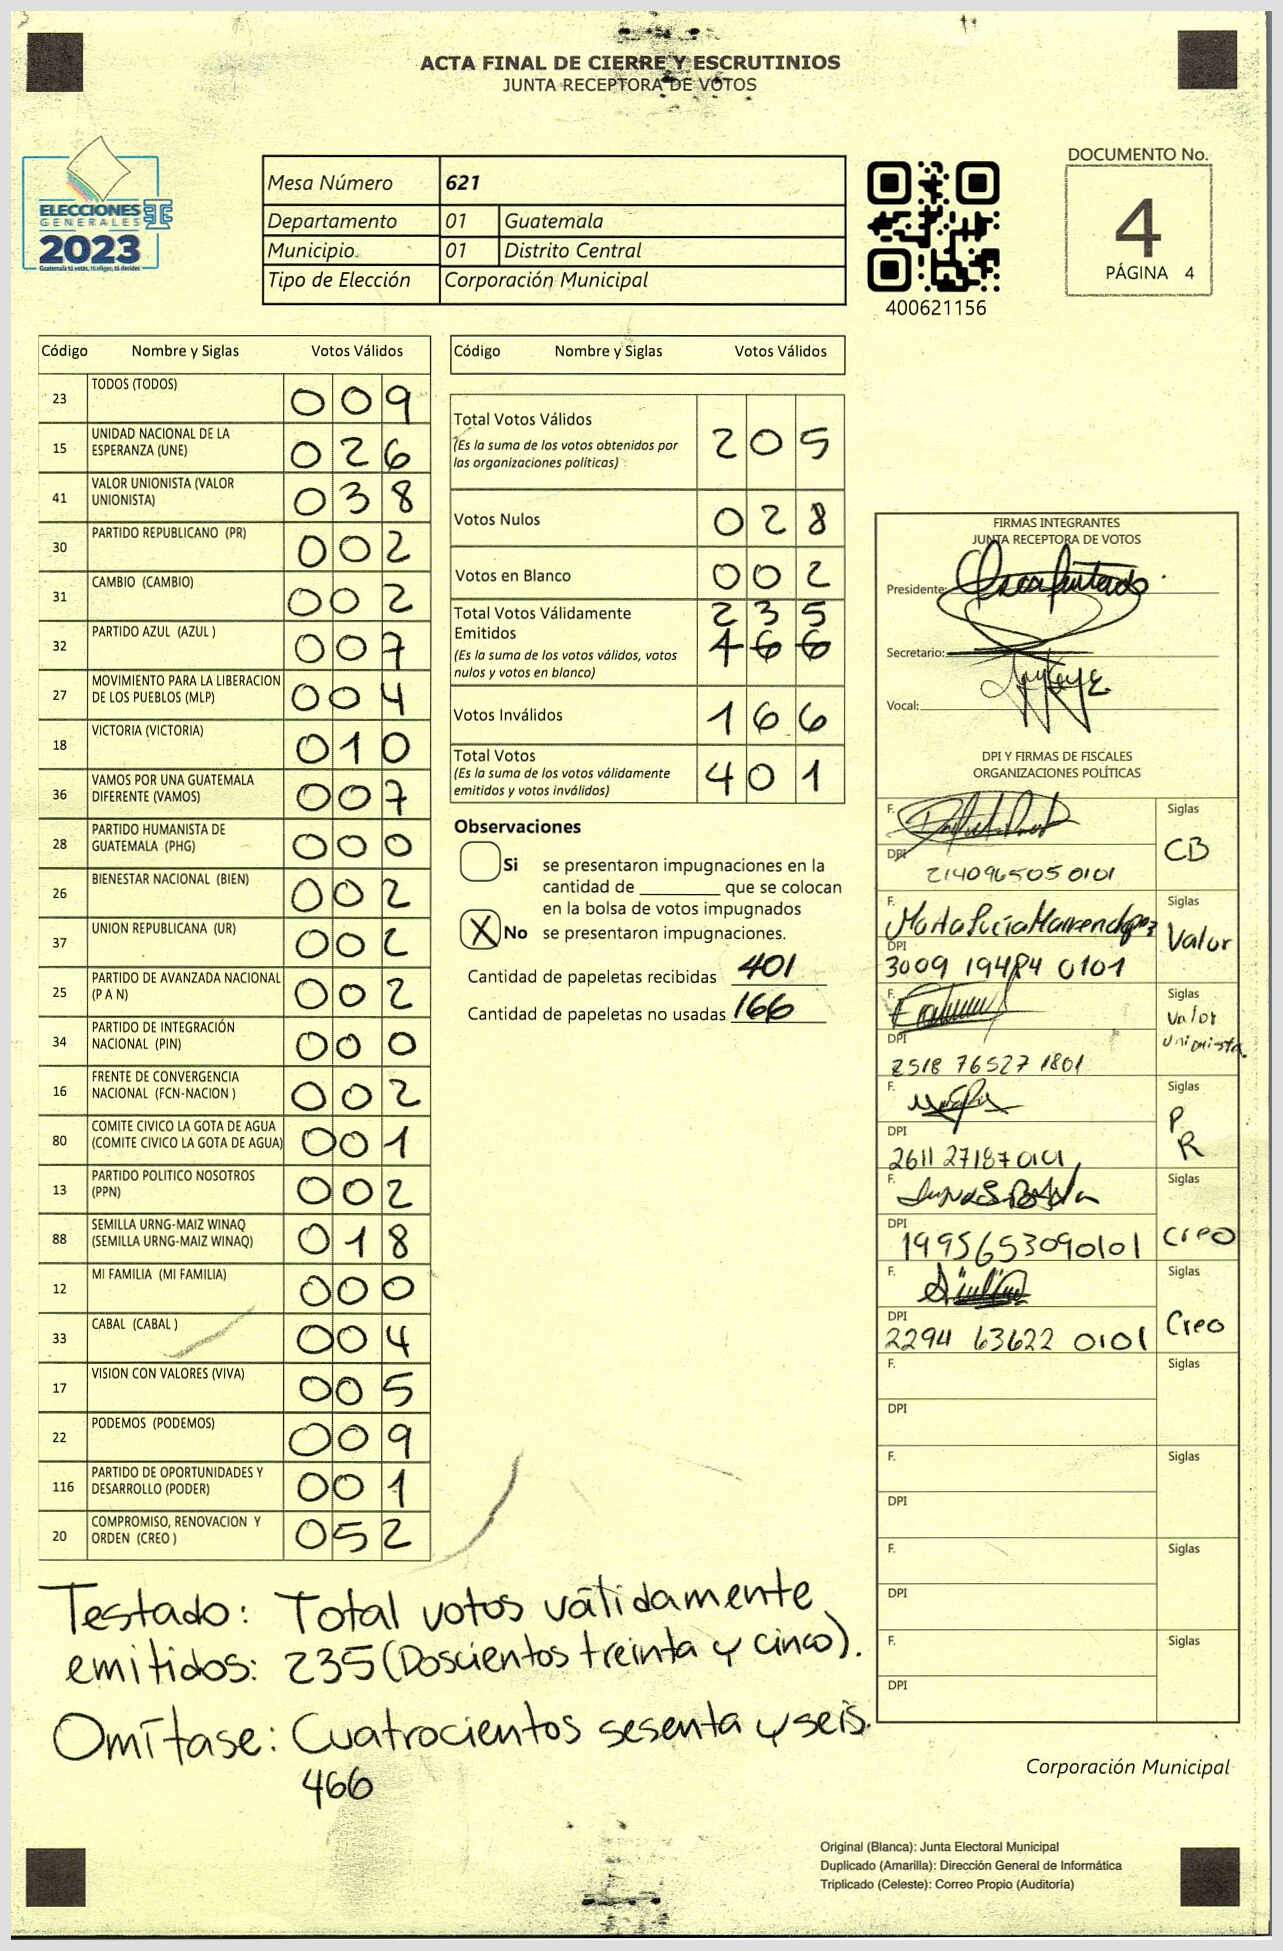 ACTA FINAL DE CIERRE Y ESCRUTINIOS
JUNTA RECEPTORA DE VOTOS
ELECCIONES
GENERALES
2023
Guatemala tú votas, tú eliges, tú decides
Mesa Número 621
Departamento 01 Guatemala
Municipio. 01 Distrito Central
Tipo de Elección Corporación Municipal
400621156
DOCUMENTO No.
4
PÁGINA 4
Código Nombre y Siglas Votos Válidos
23 TODOS (TODOS) 009
15 UNIDAD NACIONAL DE LA
ESPERANZA (UNE) 026
41 VALOR UNIONISTA (VALOR
UNIONISTA) 038
30 PARTIDO REPUBLICANO (PR) 002
31 CAMBIO (CAMBIO) 002
32 PARTIDO AZUL (AZUL ) 007
27 MOVIMIENTO PARA LA LIBERACION
DE LOS PUEBLOS (MLP) 004
18 VICTORIA (VICTORIA) 010
36 VAMOS POR UNA GUATEMALA
DIFERENTE (VAMOS) 007
28 PARTIDO HUMANISTA DE
GUATEMALA (PHG) 000
26 BIENESTAR NACIONAL (BIEN) 002
37 UNION REPUBLICANA (UR) 002
25 PARTIDO DE AVANZADA NACIONAL
(P A N) 002
34 PARTIDO DE INTEGRACIÓN
NACIONAL (PIN) 000
16 FRENTE DE CONVERGENCIA
NACIONAL (FCN-NACION ) 002
80 COMITE CIVICO LA GOTA DE AGUA
(COMITE CIVICO LA GOTA DE AGUA) 001
13 PARTIDO POLITICO NOSOTROS
(PPN) 002
88 SEMILLA URNG-MAIZ WINAQ
(SEMILLA URNG-MAIZ WINAQ) 018
12 MI FAMILIA (MI FAMILIA) 000
33 CABAL (CABAL ) 004
17 VISION CON VALORES (VIVA) 005
22 PODEMOS (PODEMOS) 009
116 PARTIDO DE OPORTUNIDADES Y
DESARROLLO (PODER) 001
20 COMPROMISO, RENOVACION Y
ORDEN (CREO ) 052
Código Nombre y Siglas Votos Válidos
Total Votos Válidos 205
(Es la suma de los votos obtenidos por
las organizaciones políticas)
Votos Nulos 028
Votos en Blanco 002
Total Votos Válidamente 235
Emitidos 466
(Es la suma de los votos válidos, votos
nulos y votos en blanco)
Votos Inválidos 166
Total Votos 401
(Es la suma de los votos válidamente
emitidos y votos inválidos)
Observaciones
Si se presentaron impugnaciones en la
cantidad de ________ que se colocan
en la bolsa de votos impugnados
X No se presentaron impugnaciones.
Cantidad de papeletas recibidas 401
Cantidad de papeletas no usadas 166
FIRMAS INTEGRANTES
JUNTA RECEPTORA DE VOTOS
Presidente:
Secretario:
Vocal:
DPI Y FIRMAS DE FISCALES
ORGANIZACIONES POLÍTICAS
F. Siglas
CB
DPI
214096505 0101
F. Siglas
Valor
DPI
3009 19484 0101
F. Siglas
Valor
unionista.
DPI
2518 76527 1801
F. Siglas
P
R
DPI
2611 27187 0101
F. Siglas
Creo
DPI
1995653090101
F. Siglas
Creo
DPI
2294 63622 0101
F. Siglas
DPI
F. Siglas
DPI
F. Siglas
DPI
F. Siglas
DPI
Testado: Total votos válidamente
emitidos: 235 (Doscientos treinta y cinco).
Omítase: Cuatrocientos sesenta y seis.
466
Corporación Municipal
Original (Blanca): Junta Electoral Municipal
Duplicado (Amarilla): Dirección General de Informática
Triplicado (Celeste): Correo Propio (Auditoría)